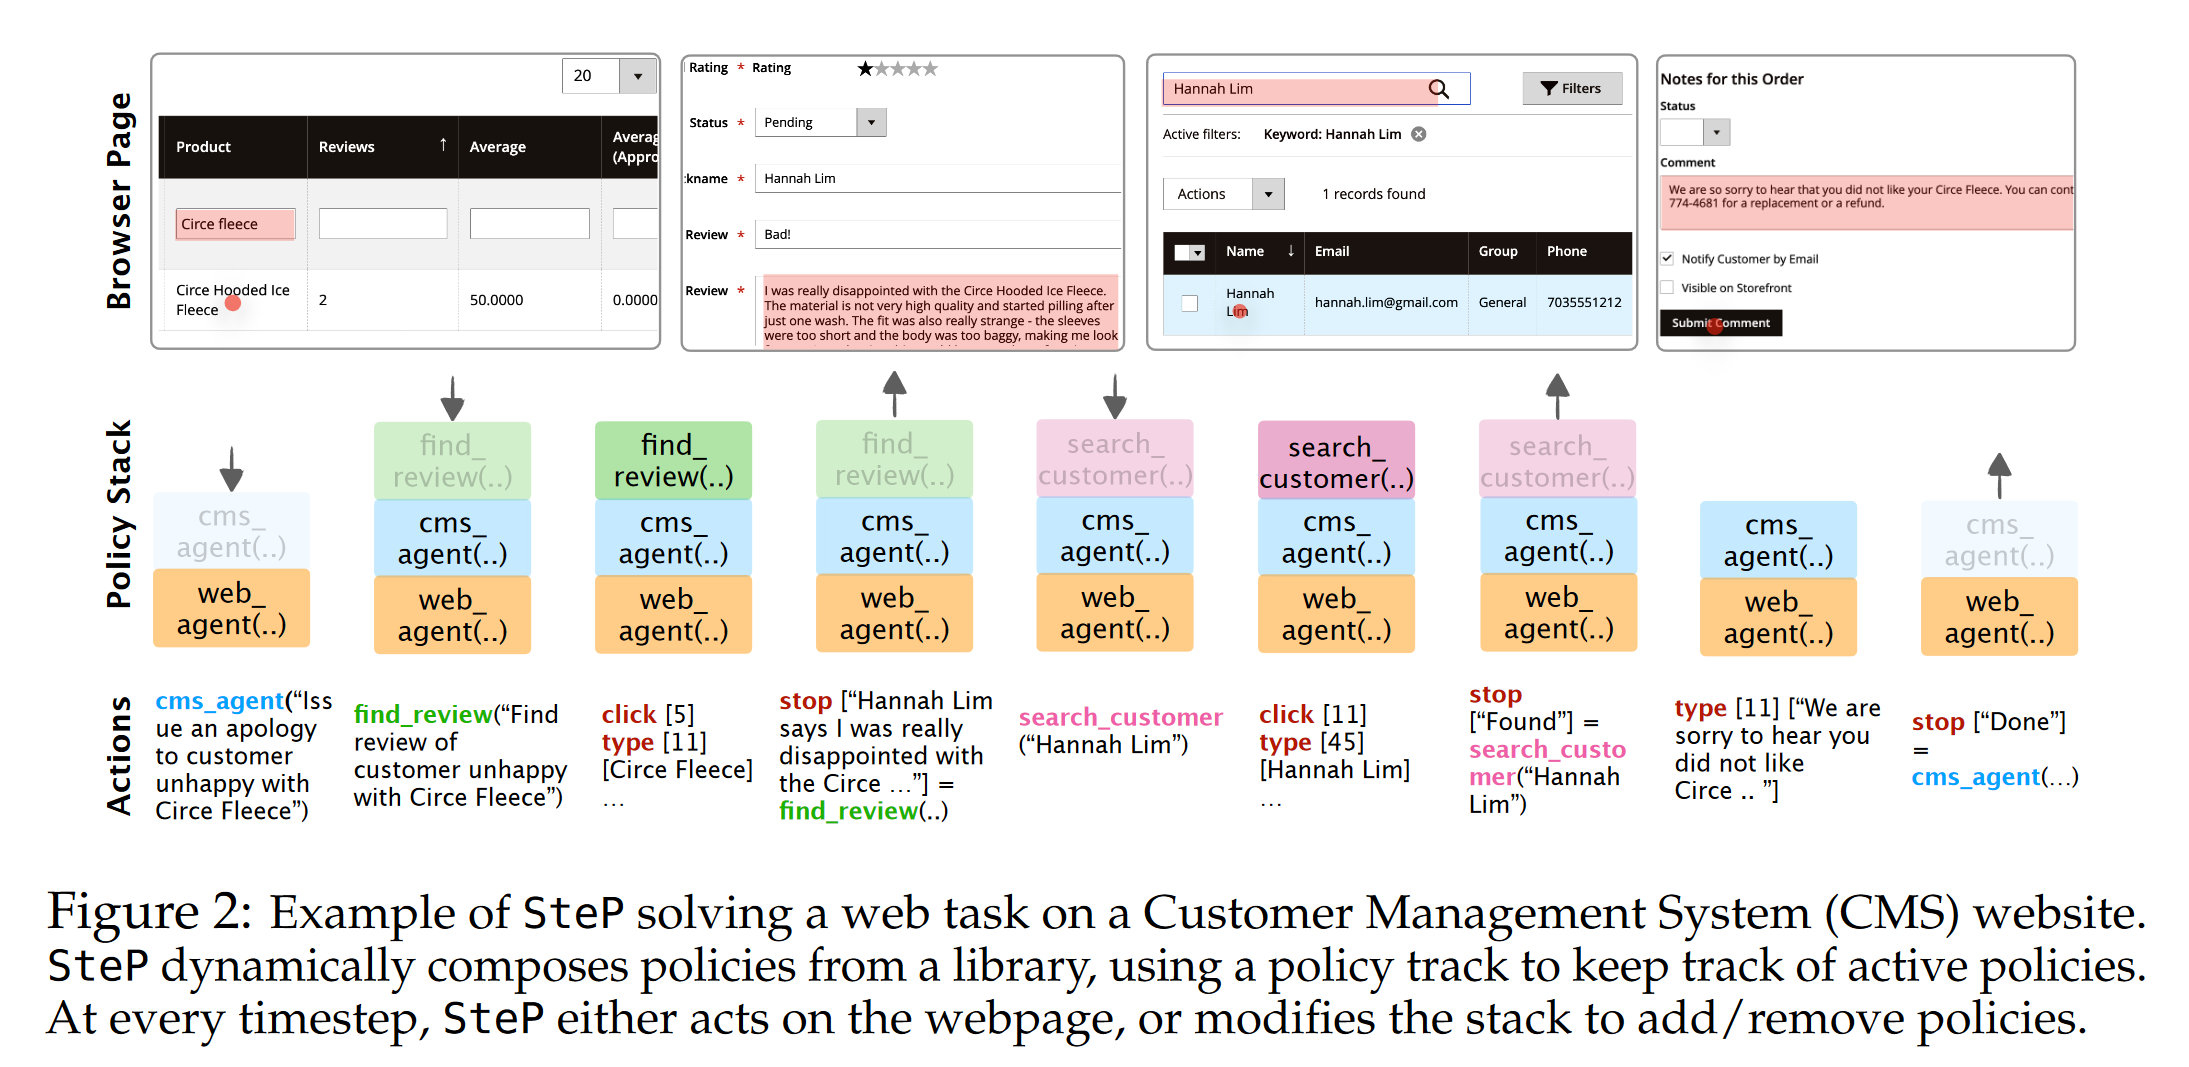 Browser Page
20
Product
Reviews ↑
Average
Averag
(Appro
Circe fleece
Circe Hooded Ice
Fleece
2
50.0000
0.0000
Rating * Rating
Status * Pending
kname * Hannah Lim
Review * Bad!
Review *
I was really disappointed with the Circe Hooded Ice Fleece.
The material is not very high quality and started pilling after
just one wash. The fit was also really strange - the sleeves
were too short and the body was too baggy, making me look
Hannah Lim
Filters
Active filters: Keyword: Hannah Lim
Actions
1 records found
Name ↓ Email Group Phone
Hannah
Lim
hannah.lim@gmail.com General 7035551212
Notes for this Order
Status
Comment
We are so sorry to hear that you did not like your Circe Fleece. You can cont
774-4681 for a replacement or a refund.
Notify Customer by Email
Visible on Storefront
Submit Comment
Policy Stack
cms_
agent(..)
web_
agent(..)
find_
review(..)
cms_
agent(..)
web_
agent(..)
find_
review(..)
cms_
agent(..)
web_
agent(..)
find_
review(..)
cms_
agent(..)
web_
agent(..)
search_
customer(..)
cms_
agent(..)
web_
agent(..)
search_
customer(..)
cms_
agent(..)
web_
agent(..)
search_
customer(..)
cms_
agent(..)
web_
agent(..)
cms_
agent(..)
web_
agent(..)
cms_
agent(..)
web_
agent(..)
Actions
cms_agent(“Iss
ue an apology
to customer
unhappy with
Circe Fleece”)
find_review(“Find
review of
customer unhappy
with Circe Fleece”)
click [5]
type [11]
[Circe Fleece]
...
stop [“Hannah Lim
says I was really
disappointed with
the Circe ...”] =
find_review(..)
search_customer
(“Hannah Lim”)
click [11]
type [45]
[Hannah Lim]
...
stop
[“Found”] =
search_custo
mer(“Hannah
Lim”)
type [11] [“We are
sorry to hear you
did not like
Circe .. ”]
stop [“Done”]
=
cms_agent(...)
Figure 2: Example of SteP solving a web task on a Customer Management System (CMS) website.
SteP dynamically composes policies from a library, using a policy track to keep track of active policies.
At every timestep, SteP either acts on the webpage, or modifies the stack to add/remove policies.